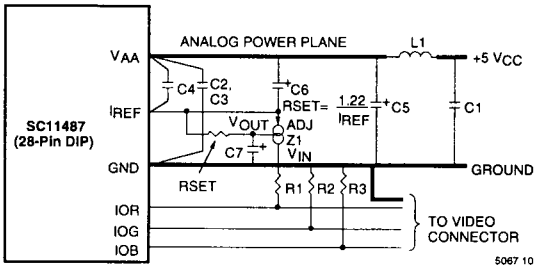 ANALOG POWER PLANE
L1
+5 VCC
VAA
C4
C2,
C3
C6
RSET= 1.22
IREF
C5
C1
IREF
SC11487
(28-Pin DIP)
VOUT
ADJ
Z1
C7
VIN
GND
GROUND
RSET
R1
R2
R3
IOR
IOG
IOB
TO VIDEO
CONNECTOR
5067 10